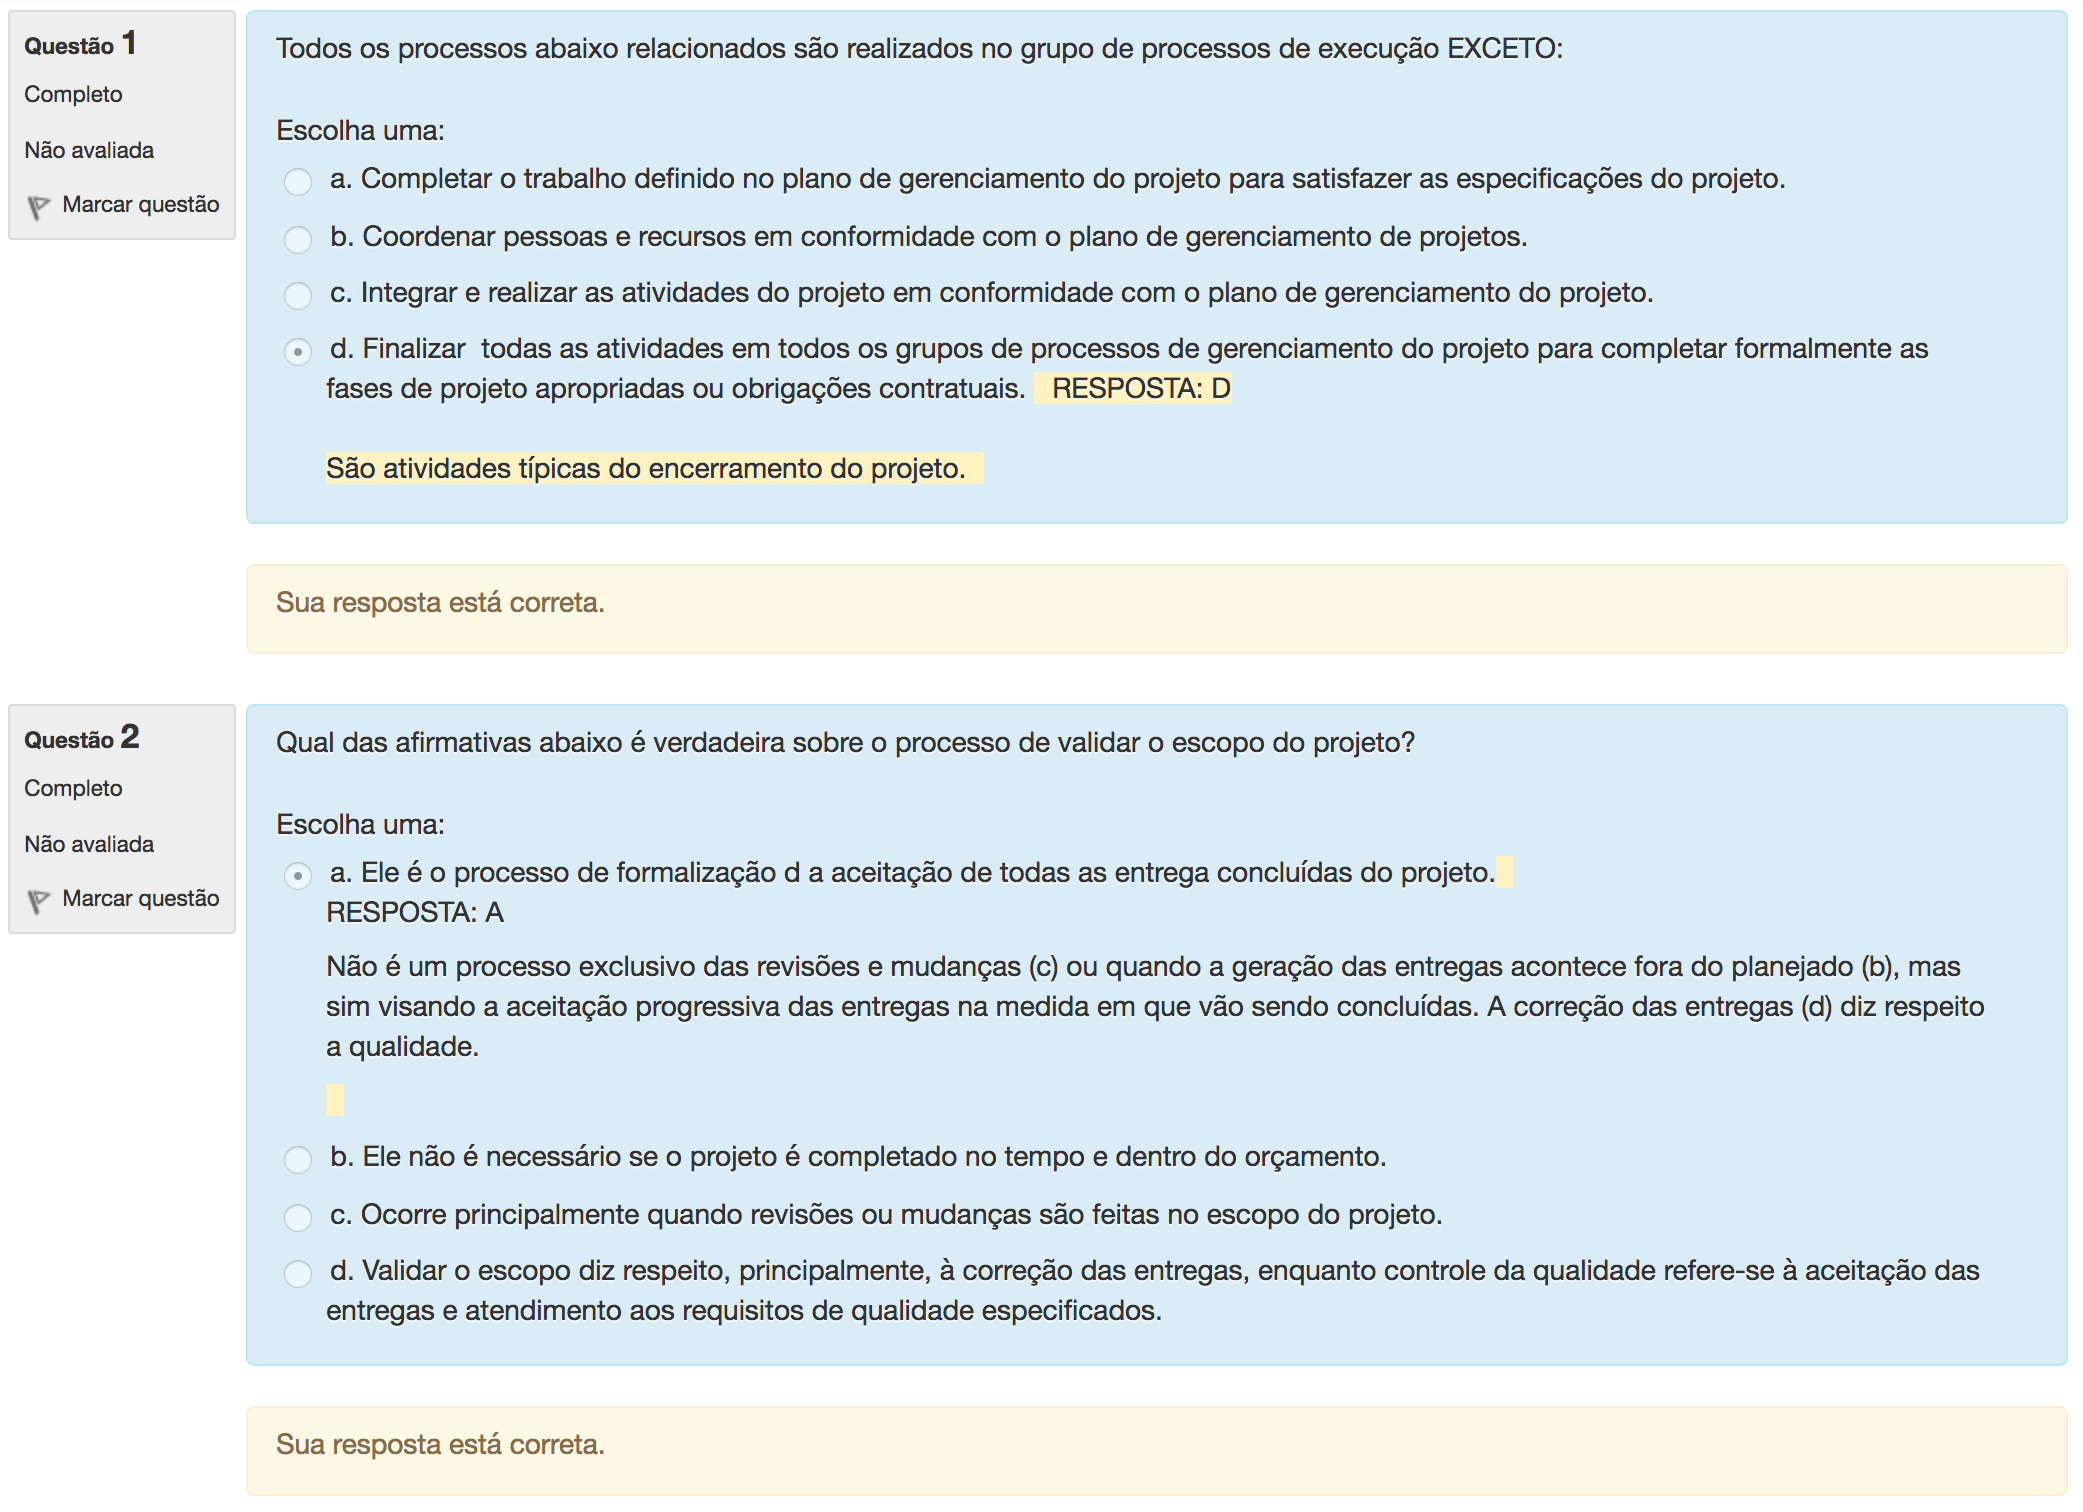 Questão 1
Completo
Não avaliada
Marcar questão
Todos os processos abaixo relacionados são realizados no grupo de processos de execução EXCETO:
Escolha uma:
a. Completar o trabalho definido no plano de gerenciamento do projeto para satisfazer as especificações do projeto.
b. Coordenar pessoas e recursos em conformidade com o plano de gerenciamento de projetos.
c. Integrar e realizar as atividades do projeto em conformidade com o plano de gerenciamento do projeto.
d. Finalizar  todas as atividades em todos os grupos de processos de gerenciamento do projeto para completar formalmente as
fases de projeto apropriadas ou obrigações contratuais.   RESPOSTA: D
São atividades típicas do encerramento do projeto.
Sua resposta está correta.
Questão 2
Completo
Não avaliada
Marcar questão
Qual das afirmativas abaixo é verdadeira sobre o processo de validar o escopo do projeto?
Escolha uma:
a. Ele é o processo de formalização d a aceitação de todas as entrega concluídas do projeto.
RESPOSTA: A
Não é um processo exclusivo das revisões e mudanças (c) ou quando a geração das entregas acontece fora do planejado (b), mas
sim visando a aceitação progressiva das entregas na medida em que vão sendo concluídas. A correção das entregas (d) diz respeito
a qualidade.
b. Ele não é necessário se o projeto é completado no tempo e dentro do orçamento.
c. Ocorre principalmente quando revisões ou mudanças são feitas no escopo do projeto.
d. Validar o escopo diz respeito, principalmente, à correção das entregas, enquanto controle da qualidade refere-se à aceitação das
entregas e atendimento aos requisitos de qualidade especificados.
Sua resposta está correta.